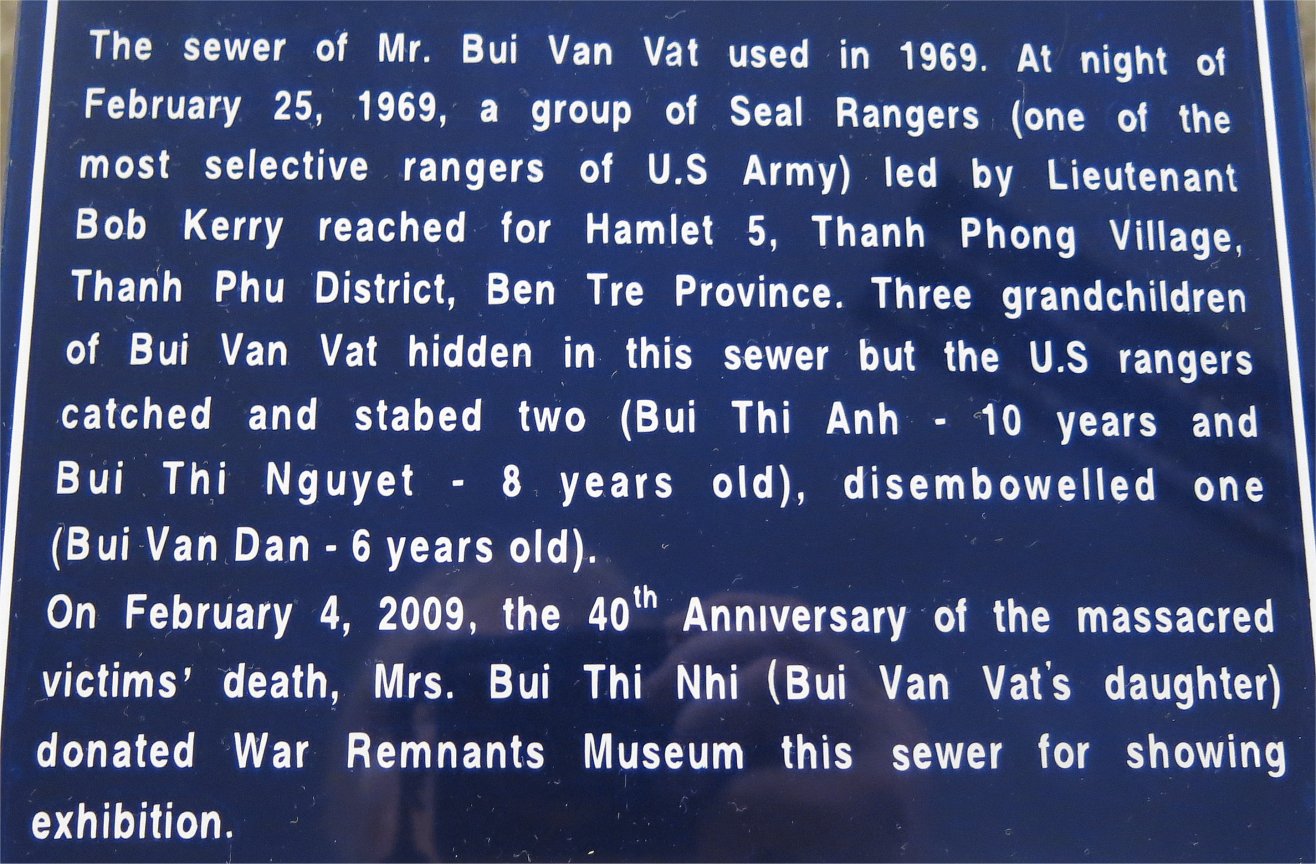 The sewer of Mr. Bui Van Vat used in 1969. At night of
February 25, 1969, a group of Seal Rangers (one of the
most selective rangers of U.S Army) led by Lieutenant
Bob Kerry reached for Hamlet 5, Thanh Phong Village,
Thanh Phu District, Ben Tre Province. Three grandchildren
of Bui Van Vat hidden in this sewer but the U.S rangers
catched and stabed two (Bui Thi Anh - 10 years and
Bui Thi Nguyet - 8 years old), disembowelled one
(Bui Van Dan - 6 years old).
On February 4, 2009, the 40th Anniversary of the massacred
victims' death, Mrs. Bui Thi Nhi (Bui Van Vat's daughter)
donated War Remnants Museum this sewer for showing
exhibition.